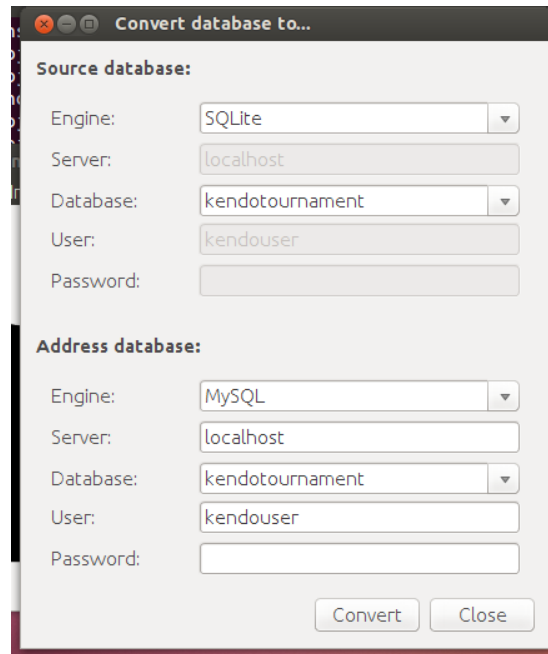 Convert database to...
Source database:
Engine: SQLite
Server: localhost
Database: kendotournament
User: kendouser
Password:
Address database:
Engine: MySQL
Server: localhost
Database: kendotournament
User: kendouser
Password:
Convert Close